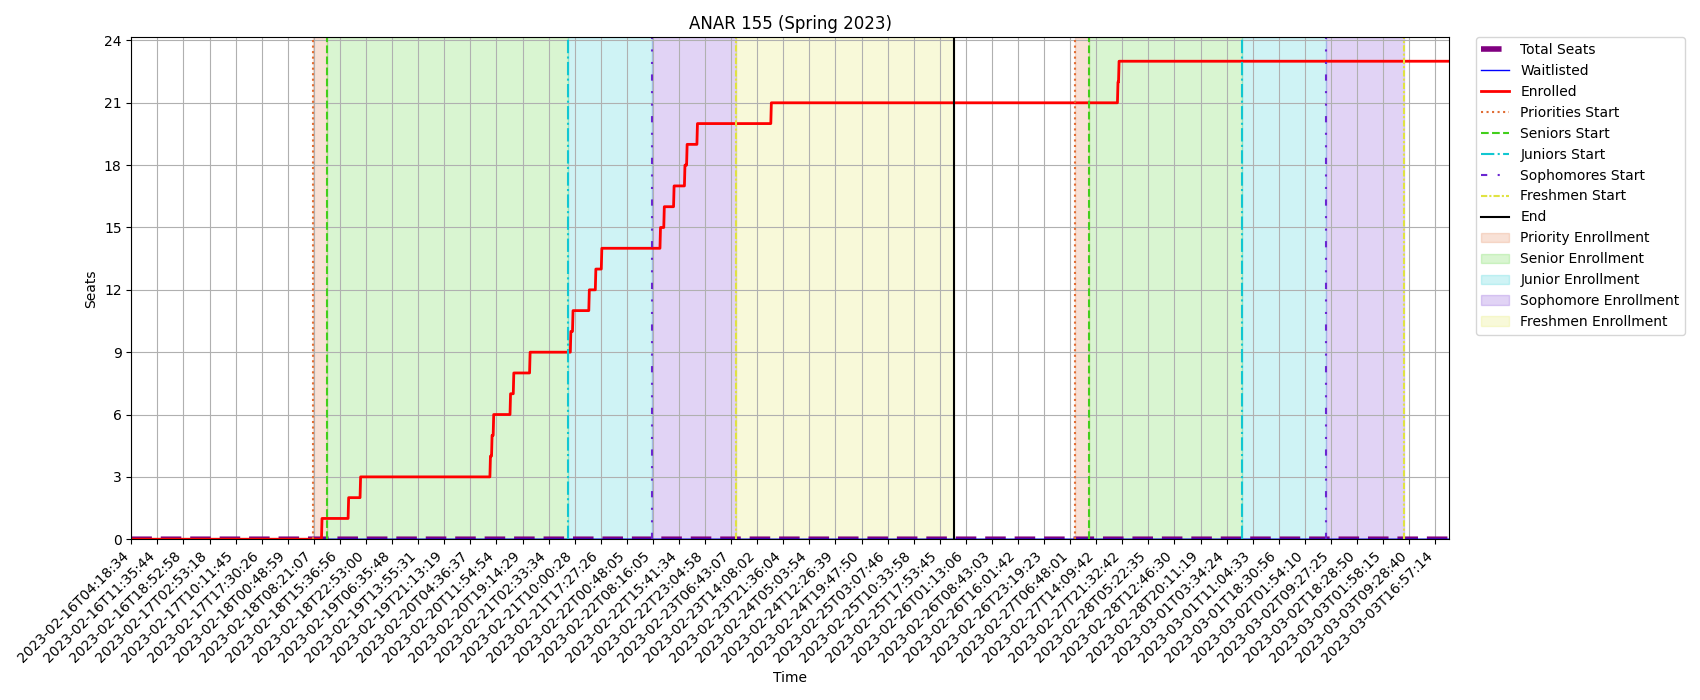 ANAR 155 (Spring 2023)
24
21
18
15
12
9
6
3
0
Seats
2023-02-16T04:18:34
2023-02-16T11:35:44
2023-02-16T18:52:58
2023-02-17T02:53:18
2023-02-17T10:11:45
2023-02-17T17:30:26
2023-02-18T00:48:59
2023-02-18T08:21:07
2023-02-18T15:36:56
2023-02-18T22:53:00
2023-02-19T06:35:48
2023-02-19T13:55:31
2023-02-19T21:13:19
2023-02-20T04:36:37
2023-02-20T11:54:54
2023-02-20T19:14:29
2023-02-21T02:33:34
2023-02-21T10:00:28
2023-02-21T17:27:26
2023-02-22T00:48:05
2023-02-22T08:16:05
2023-02-22T15:41:34
2023-02-22T23:04:58
2023-02-23T06:43:07
2023-02-23T14:08:02
2023-02-23T21:36:04
2023-02-24T05:03:54
2023-02-24T12:26:39
2023-02-24T19:47:50
2023-02-25T03:07:46
2023-02-25T10:33:58
2023-02-25T17:53:45
2023-02-26T01:13:06
2023-02-26T08:43:03
2023-02-26T16:01:42
2023-02-26T23:19:23
2023-02-27T06:48:01
2023-02-27T14:09:42
2023-02-27T21:32:42
2023-02-28T05:22:35
2023-02-28T12:46:30
2023-02-28T20:11:19
2023-03-01T03:34:24
2023-03-01T11:04:33
2023-03-01T18:30:56
2023-03-02T01:54:10
2023-03-02T09:27:25
2023-03-02T18:28:50
2023-03-03T01:58:15
2023-03-03T09:28:40
2023-03-03T16:57:14
Time
Total Seats
Waitlisted
Enrolled
Priorities Start
Seniors Start
Juniors Start
Sophomores Start
Freshmen Start
End
Priority Enrollment
Senior Enrollment
Junior Enrollment
Sophomore Enrollment
Freshmen Enrollment